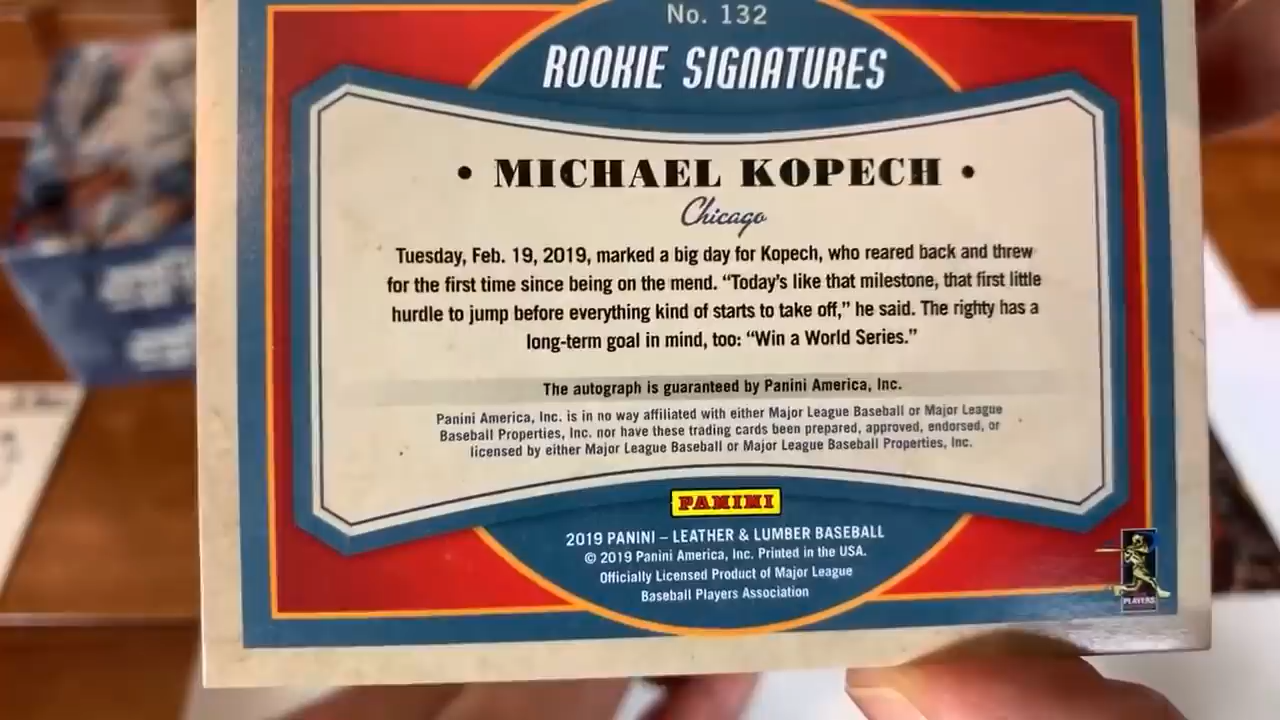 No. 132
ROOKIE SIGNATURES
• MICHAEL KOPECH •
Chicago
Tuesday, Feb. 19, 2019, marked a big day for Kopech, who reared back and threw
for the first time since being on the mend. “Today’s like that milestone, that first little
hurdle to jump before everything kind of starts to take off,” he said. The righty has a
long-term goal in mind, too: “Win a World Series.”
The autograph is guaranteed by Panini America, Inc.
Panini America, Inc. is in no way affiliated with either Major League Baseball or Major League
Baseball Properties, Inc. nor have these trading cards been prepared, approved, endorsed, or
licensed by either Major League Baseball or Major League Baseball Properties, Inc.
PANINI
2019 PANINI – LEATHER & LUMBER BASEBALL
© 2019 Panini America, Inc. Printed in the USA.
Officially Licensed Product of Major League
Baseball Players Association
PLAYERS